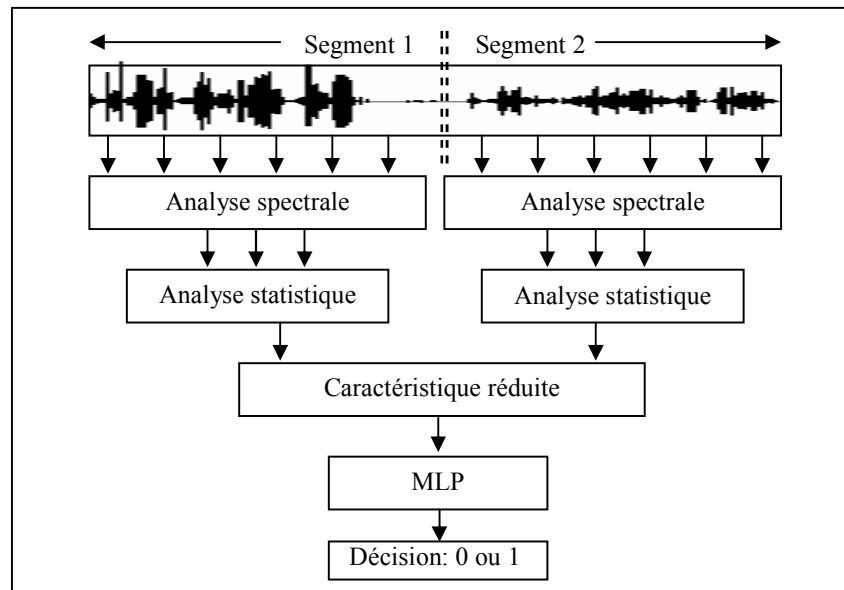 Segment 1 Segment 2
Analyse spectrale Analyse spectrale
Analyse statistique Analyse statistique
Caractéristique réduite
MLP
Décision: 0 ou 1